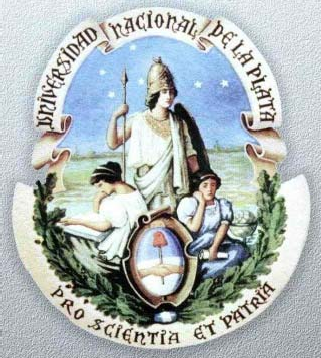 UNIVERSIDAD NACIONAL DE LA PLATA
PRO SCIENTIA ET PATRIA